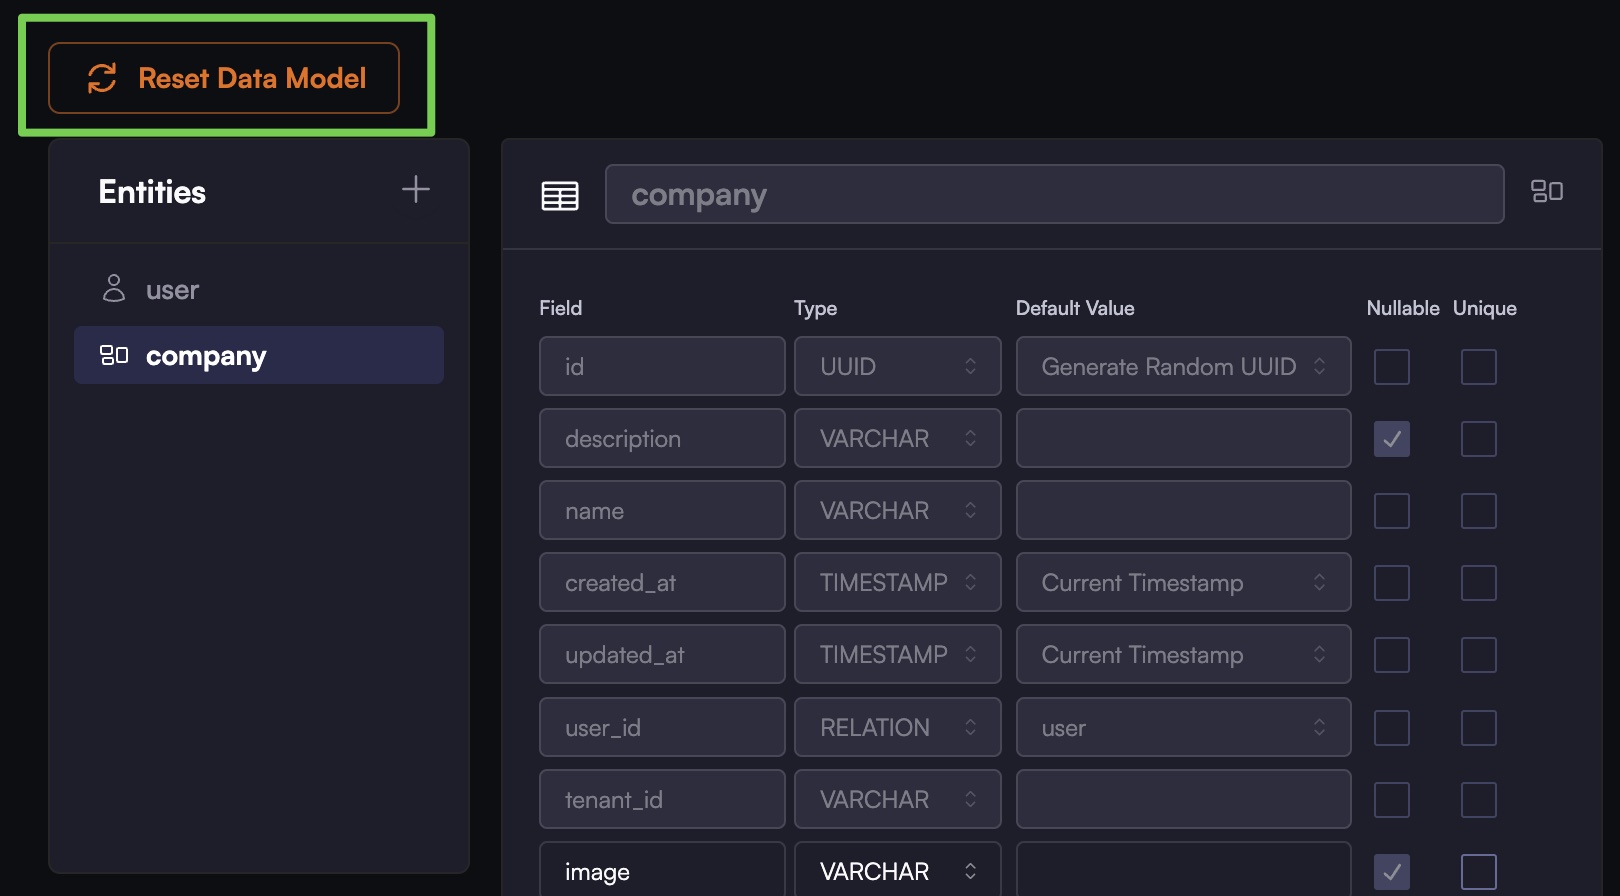 Reset Data Model
Entities
user
company
company
Field Type Default Value Nullable Unique
id UUID Generate Random UUID
description VARCHAR
name VARCHAR
created_at TIMESTAMP Current Timestamp
updated_at TIMESTAMP Current Timestamp
user_id RELATION user
tenant_id VARCHAR
image VARCHAR